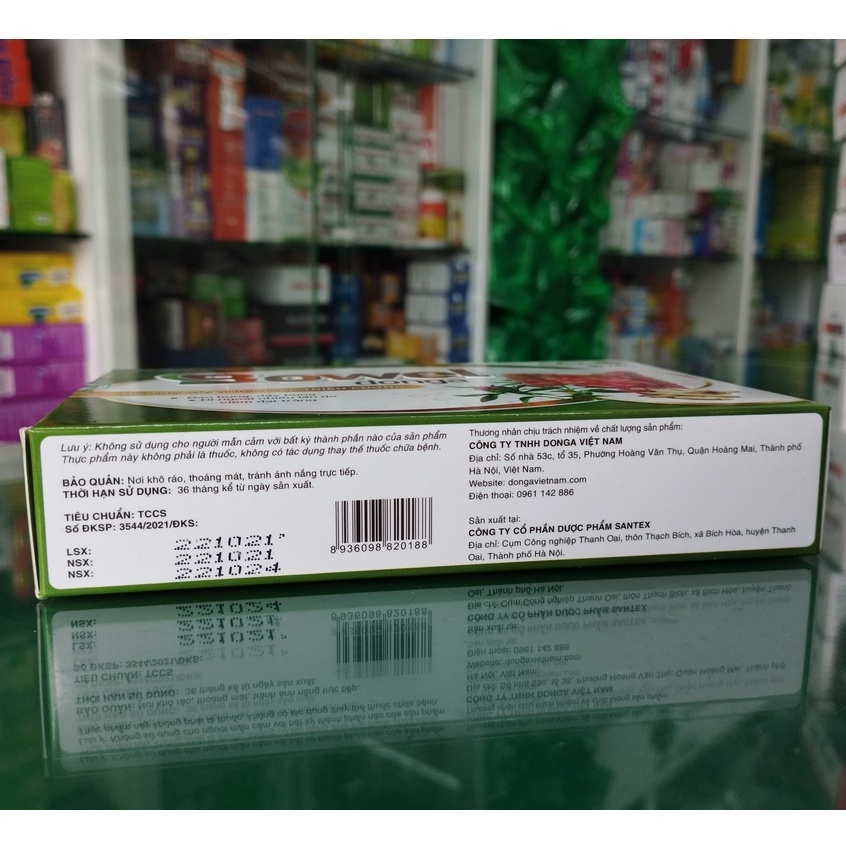 Bowel
donga
viêm đại tràng
Lưu ý: Không sử dụng cho người mẫn cảm với bất kỳ thành phần nào của sản phẩm
Thực phẩm này không phải là thuốc, không có tác dụng thay thế thuốc chữa bệnh.
BẢO QUẢN: Nơi khô ráo, thoáng mát, tránh ánh nắng trực tiếp.
THỜI HẠN SỬ DỤNG: 36 tháng kể từ ngày sản xuất.
TIÊU CHUẨN: TCCS
Số ĐKSP: 3544/2021/ĐKS:
LSX: 221021
NSX: 221021
NSX: 221024
8 936098 820188
Thương nhân chịu trách nhiệm về chất lượng sản phẩm:
CÔNG TY TNHH DONGA VIỆT NAM
Địa chỉ: Số nhà 53c, tổ 35, Phường Hoàng Văn Thụ, Quận Hoàng Mai, Thành phố
Hà Nội, Việt Nam.
Website: dongavietnam.com
Điện thoại: 0961 142 886
Sản xuất tại:
CÔNG TY CỔ PHẦN DƯỢC PHẨM SANTEX
Địa chỉ: Cụm Công nghiệp Thanh Oai, thôn Thạch Bích, xã Bích Hòa, huyện Thanh
Oai, Thành phố Hà Nội.